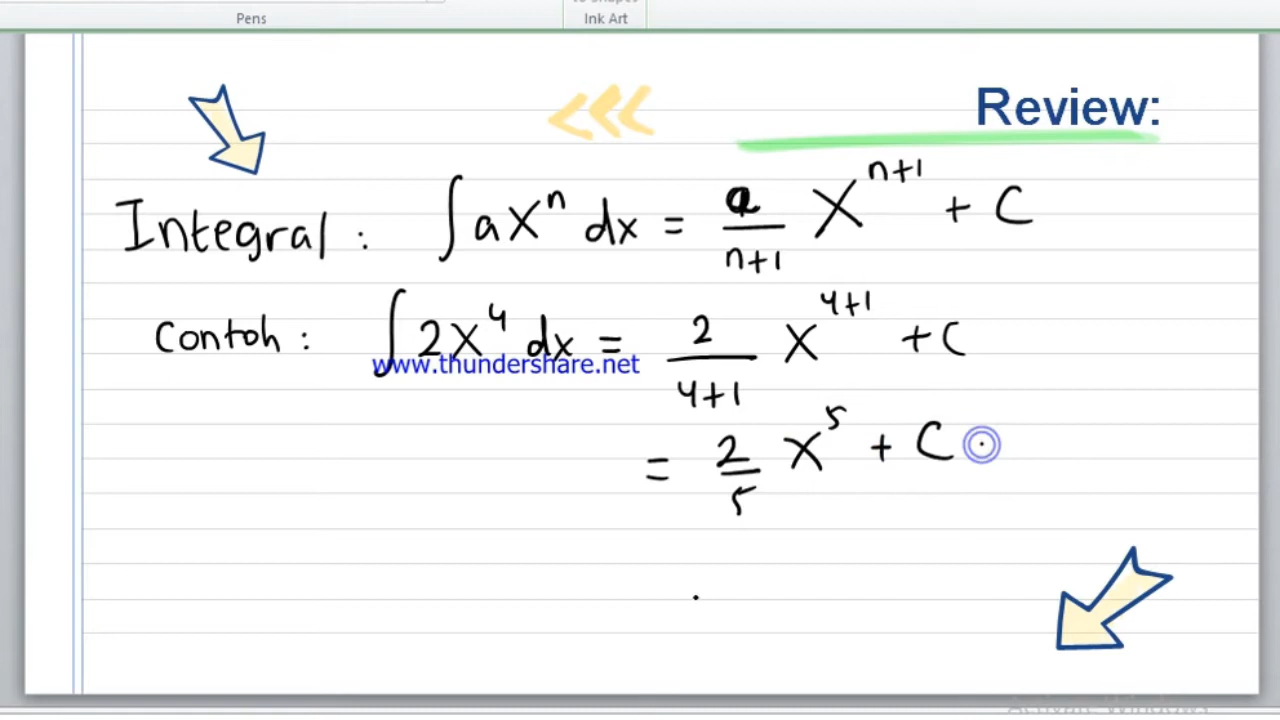 Pens
Ink Art
Review:
Integral : ∫ aX^n dx = a/(n+1) X^(n+1) + C
Contoh : ∫ 2X^4 dx = 2/(4+1) X^(4+1) + C
www.thundershare.net
= 2/5 X^5 + C